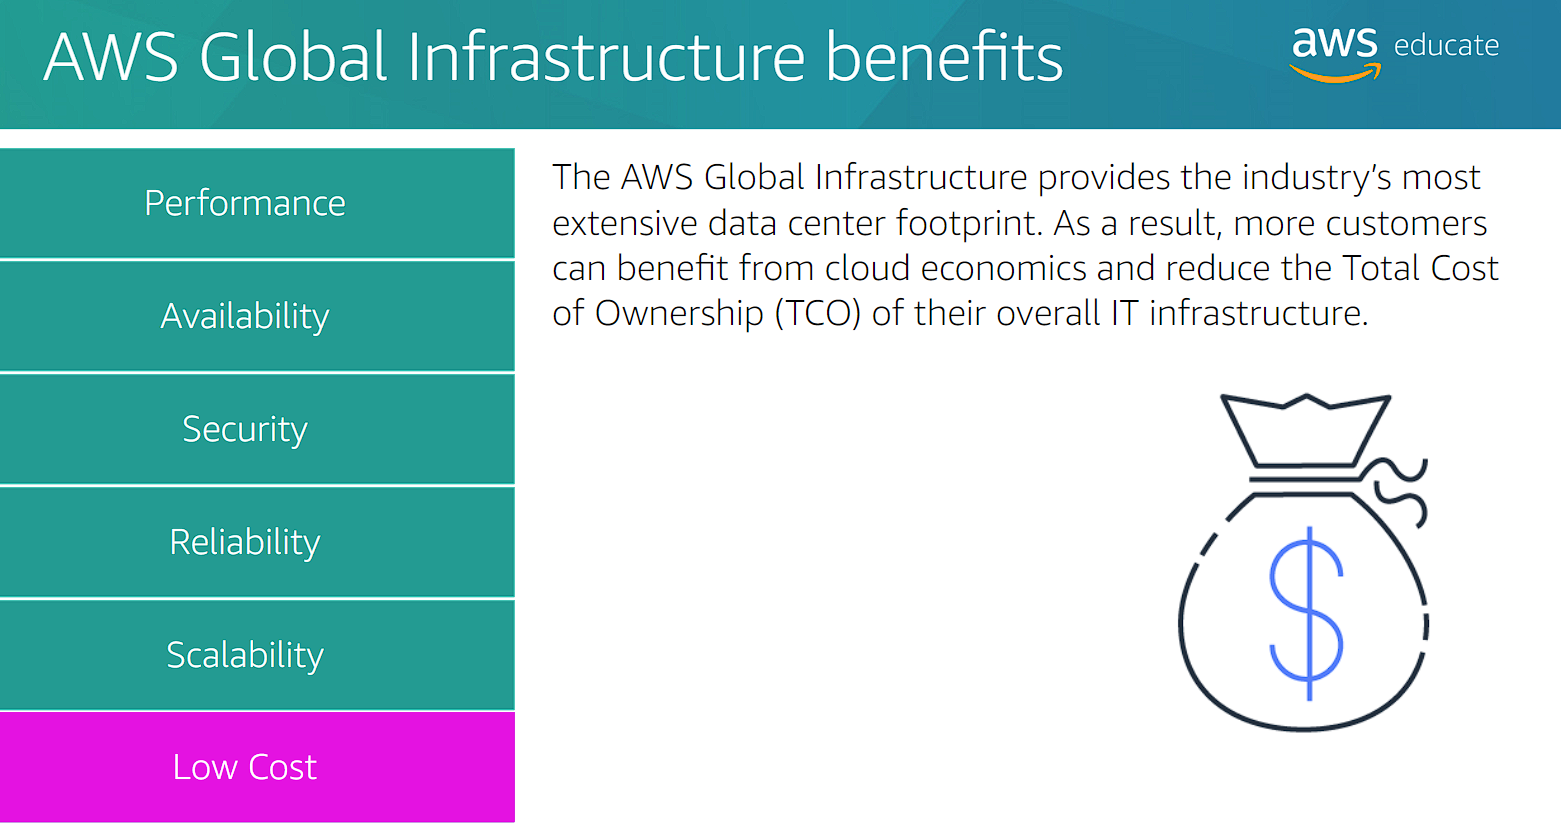 AWS Global Infrastructure benefits
aws educate
Performance
Availability
Security
Reliability
Scalability
Low Cost
The AWS Global Infrastructure provides the industry’s most
extensive data center footprint. As a result, more customers
can benefit from cloud economics and reduce the Total Cost
of Ownership (TCO) of their overall IT infrastructure.
$